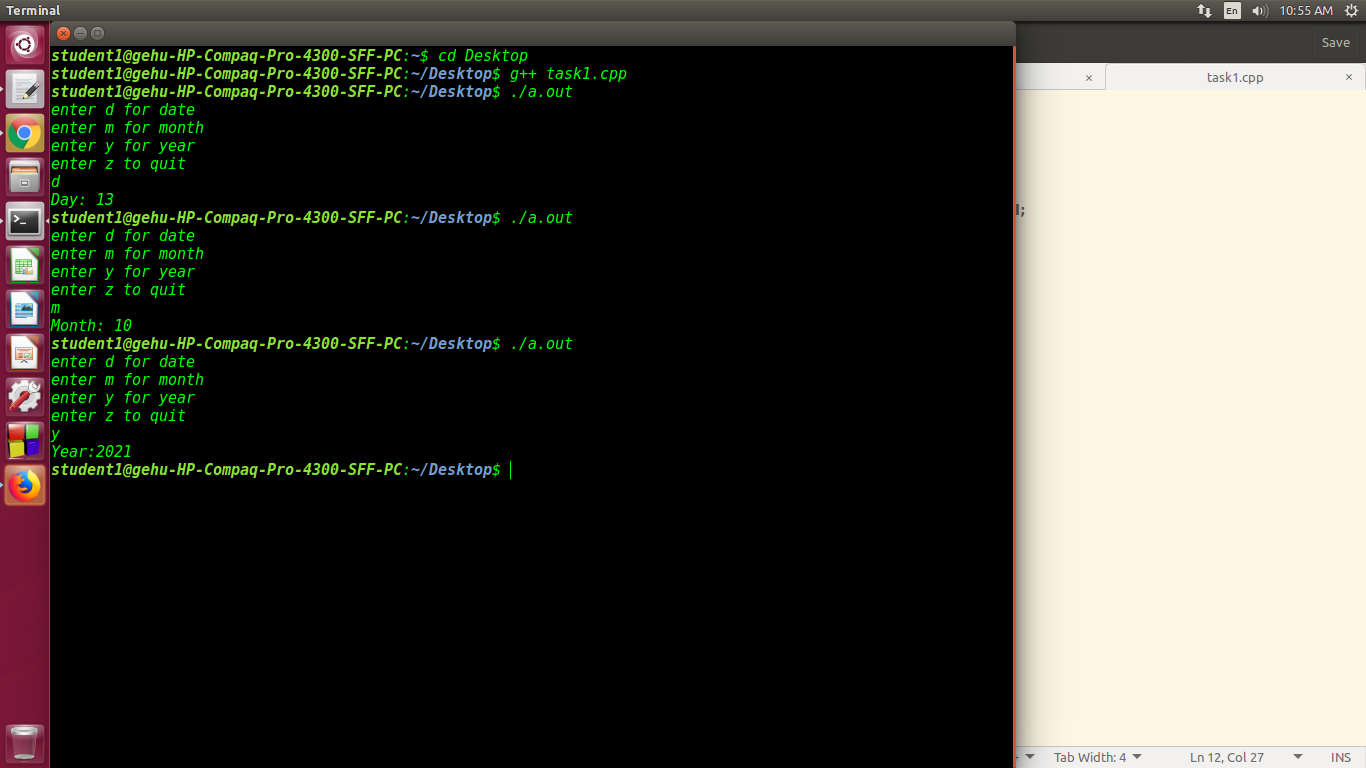 Terminal
En
10:55 AM
Save
task1.cpp
student1@gehu-HP-Compaq-Pro-4300-SFF-PC:~$ cd Desktop
student1@gehu-HP-Compaq-Pro-4300-SFF-PC:~/Desktop$ g++ task1.cpp
student1@gehu-HP-Compaq-Pro-4300-SFF-PC:~/Desktop$ ./a.out
enter d for date
enter m for month
enter y for year
enter z to quit
d
Day: 13
student1@gehu-HP-Compaq-Pro-4300-SFF-PC:~/Desktop$ ./a.out
enter d for date
enter m for month
enter y for year
enter z to quit
m
Month: 10
student1@gehu-HP-Compaq-Pro-4300-SFF-PC:~/Desktop$ ./a.out
enter d for date
enter m for month
enter y for year
enter z to quit
y
Year:2021
student1@gehu-HP-Compaq-Pro-4300-SFF-PC:~/Desktop$
Tab Width: 4
Ln 12, Col 27
INS